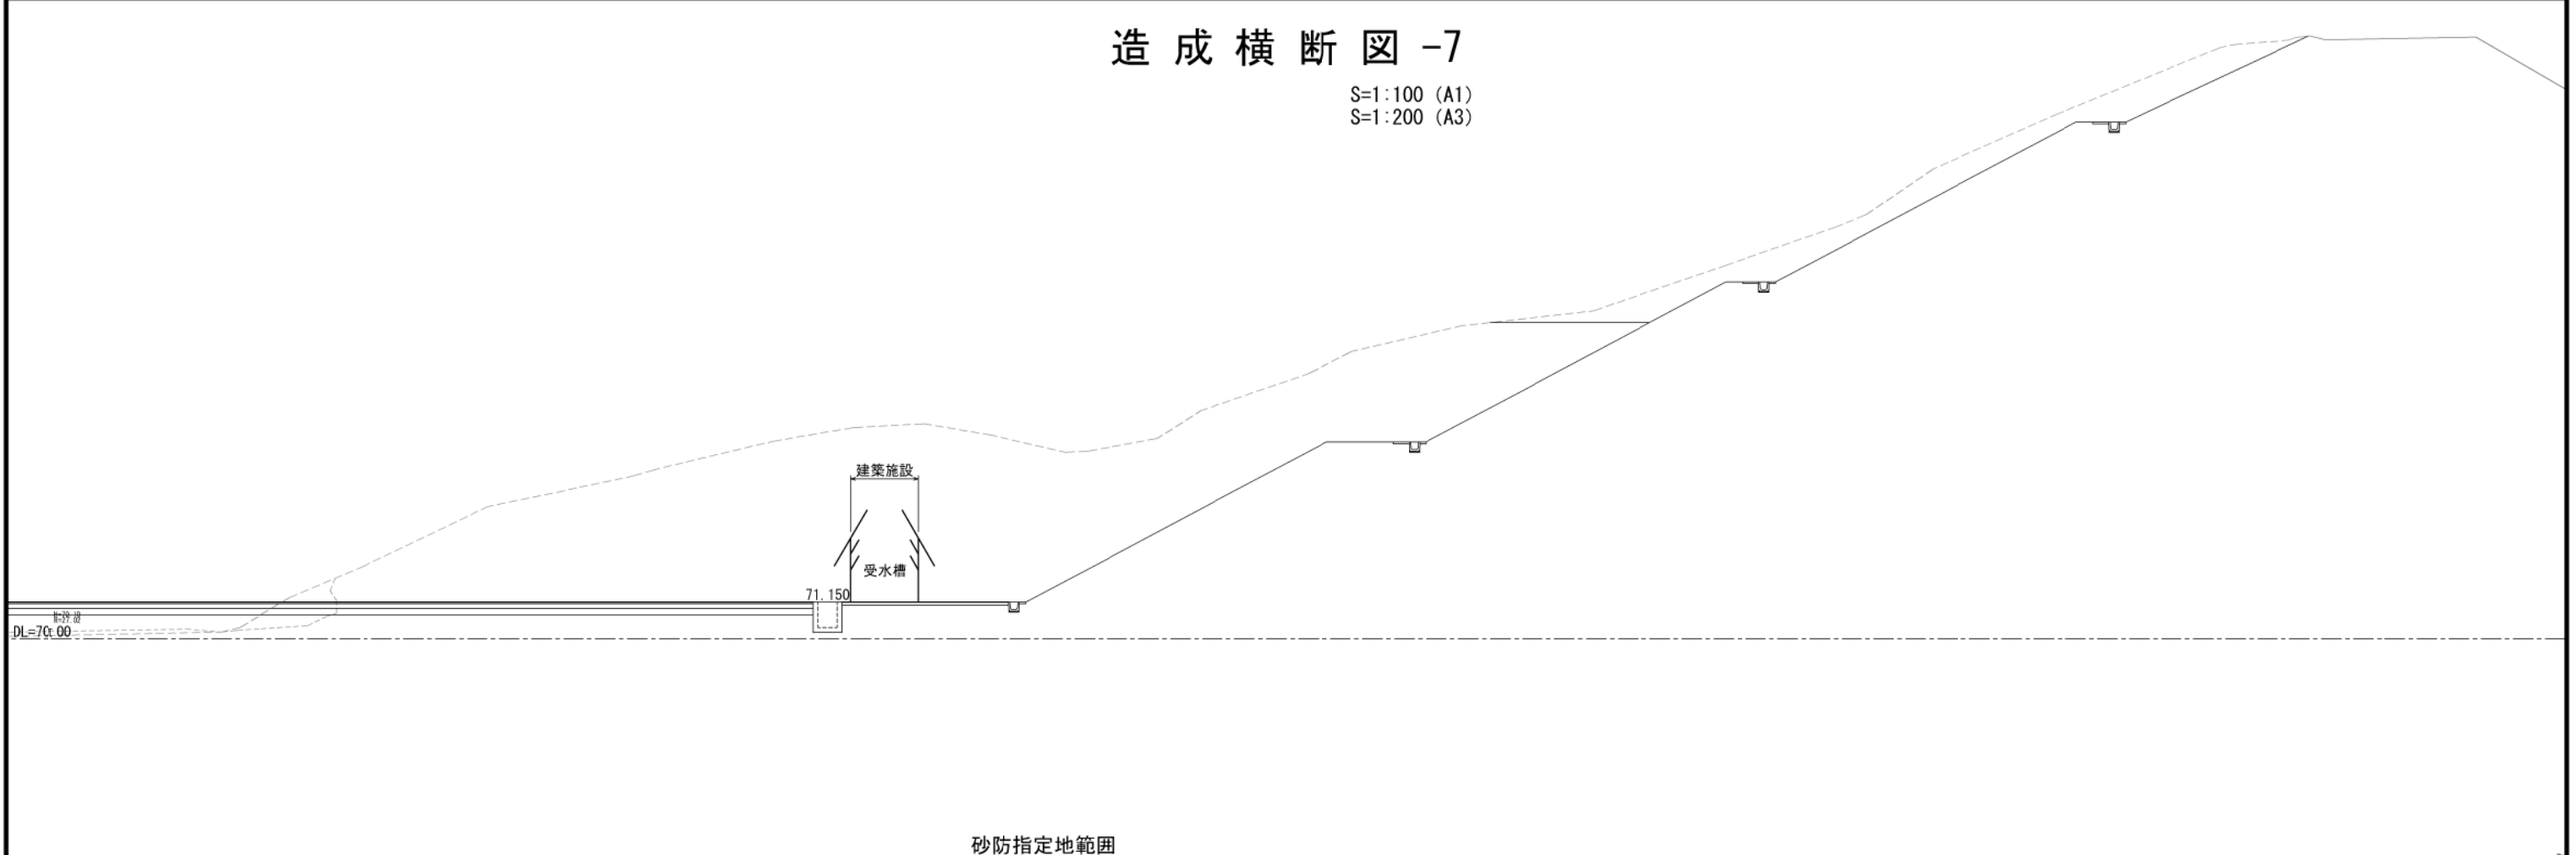 造成横断図-7
S=1:100 (A1)
S=1:200 (A3)
建築施設
受水槽
71.150
DL=70.00
砂防指定地範囲